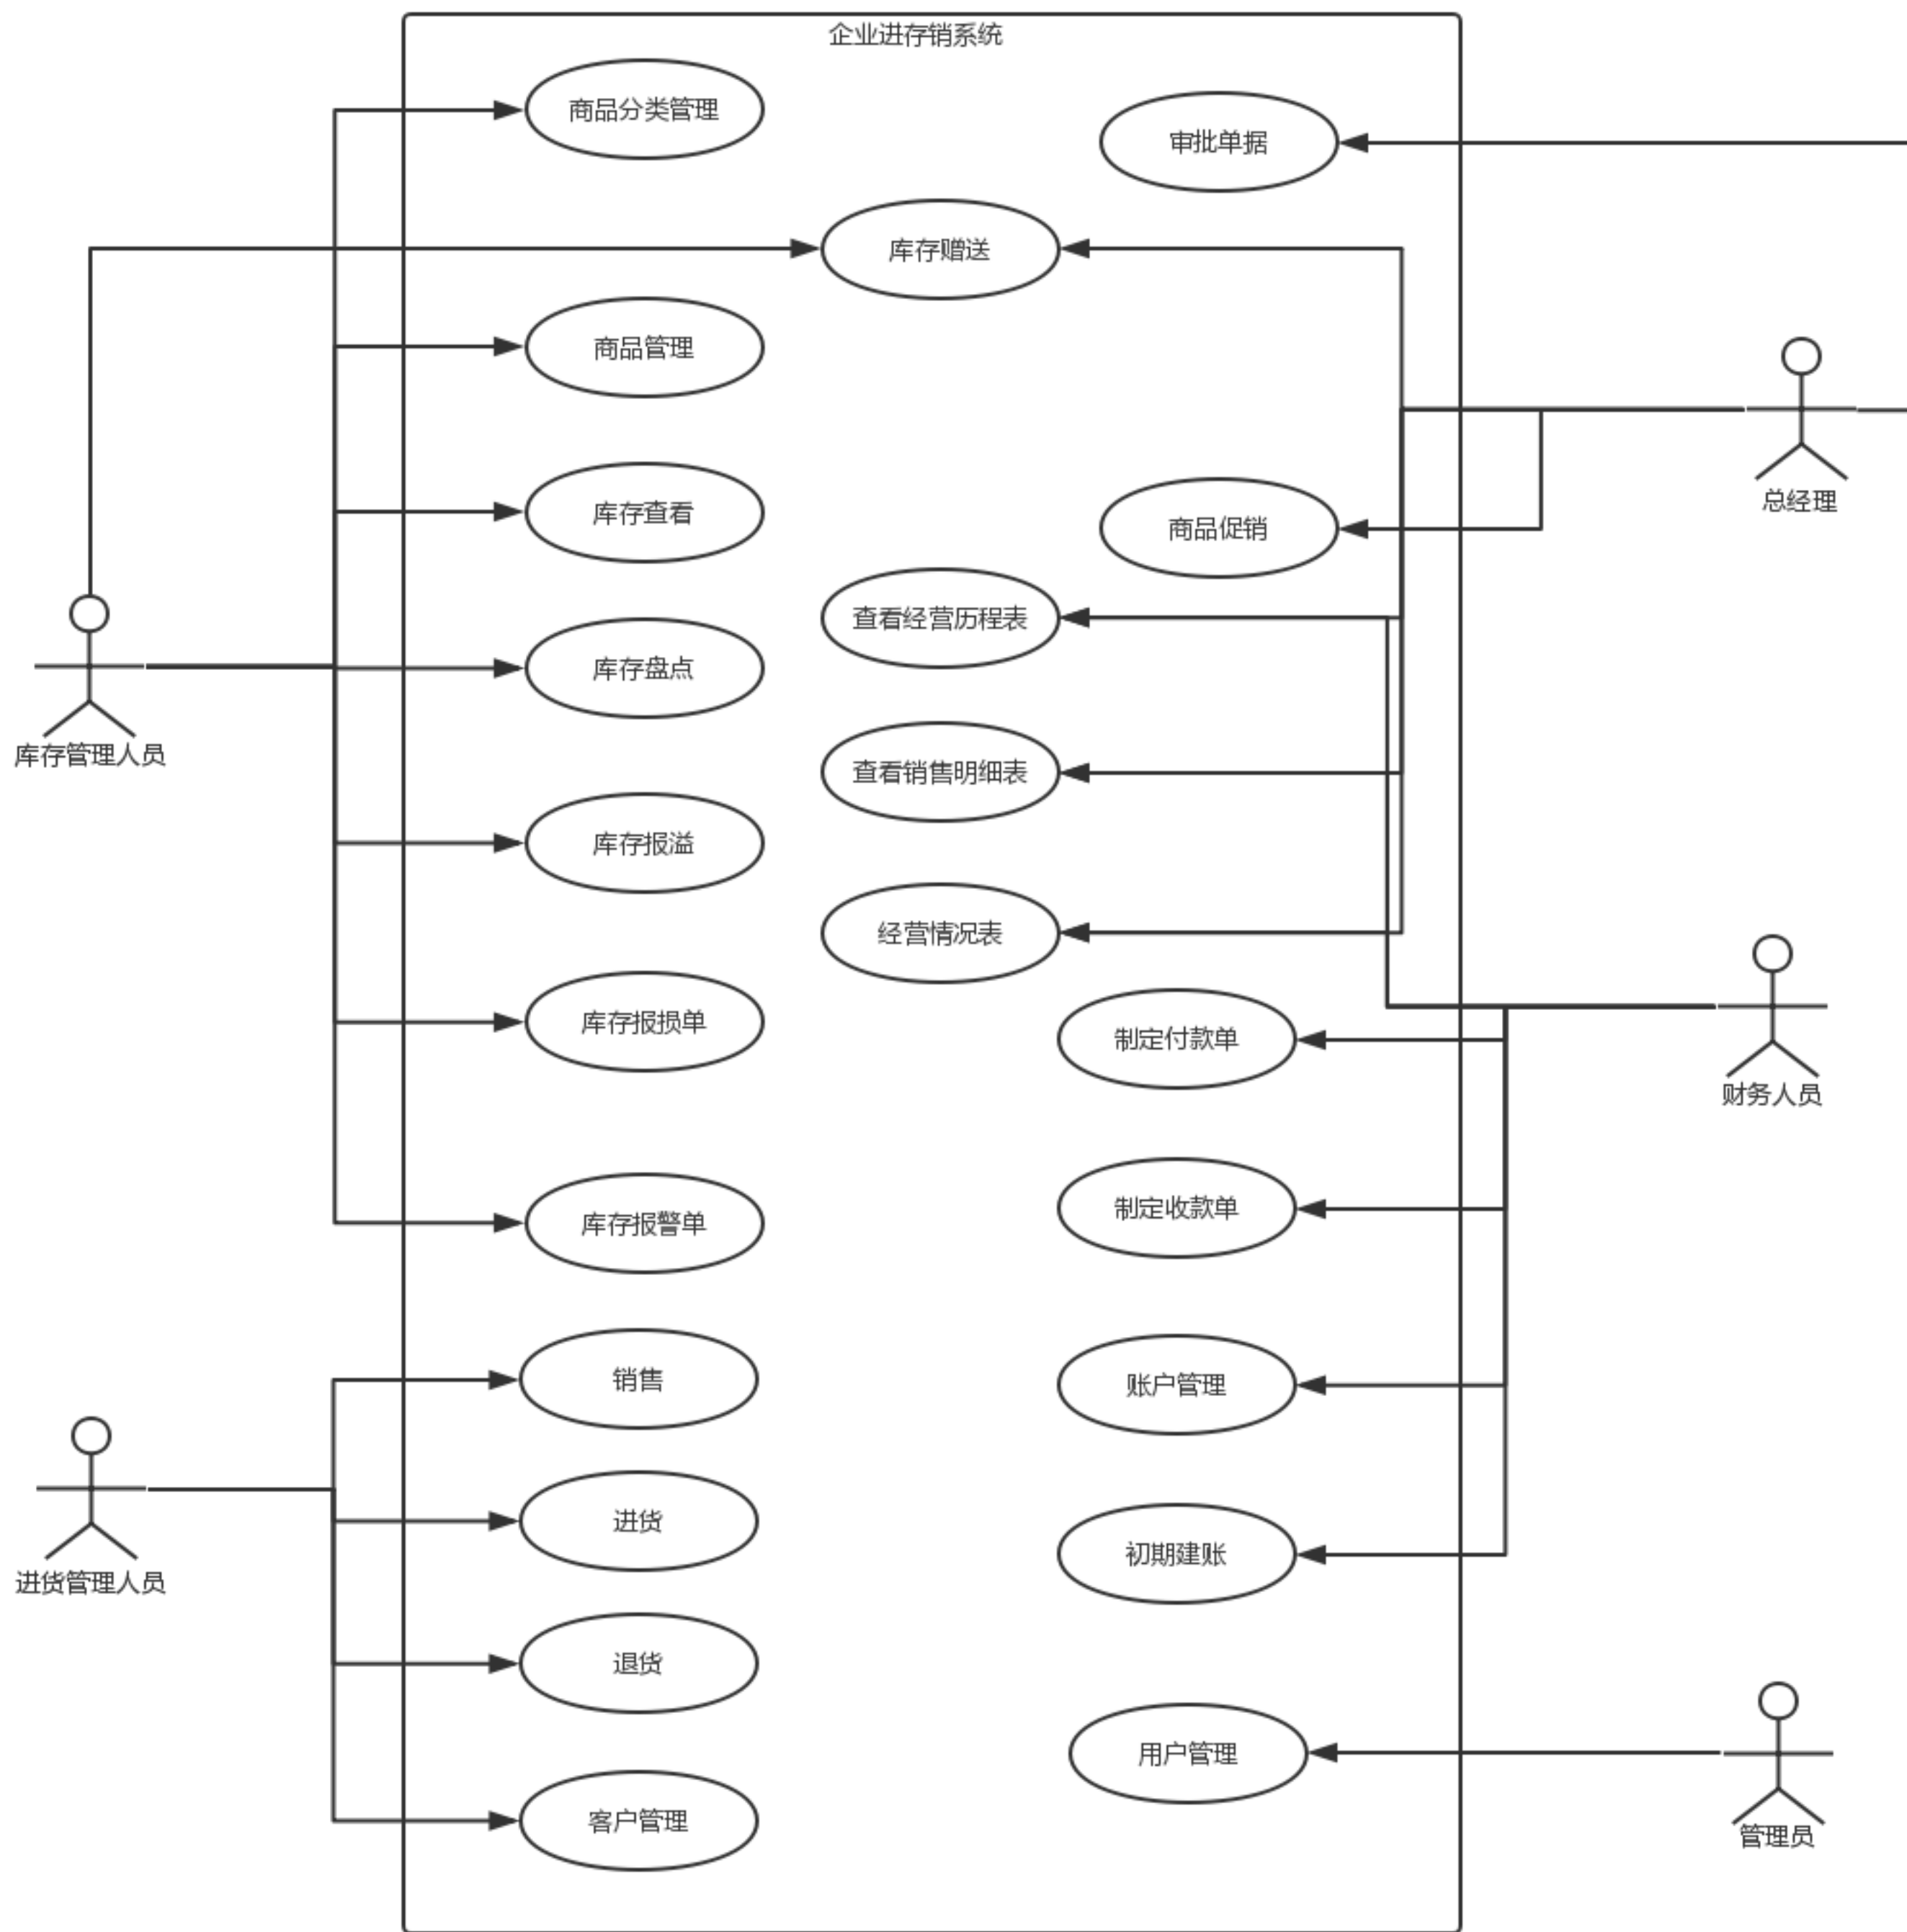 企业进存销系统
商品分类管理
审批单据
库存赠送
商品管理
库存查看
总经理
商品促销
查看经营历程表
库存盘点
库存管理人员
查看销售明细表
库存报溢
经营情况表
库存报损单
制定付款单
财务人员
制定收款单
库存报警单
销售
账户管理
进货
初期建账
进货管理人员
退货
用户管理
客户管理
管理员